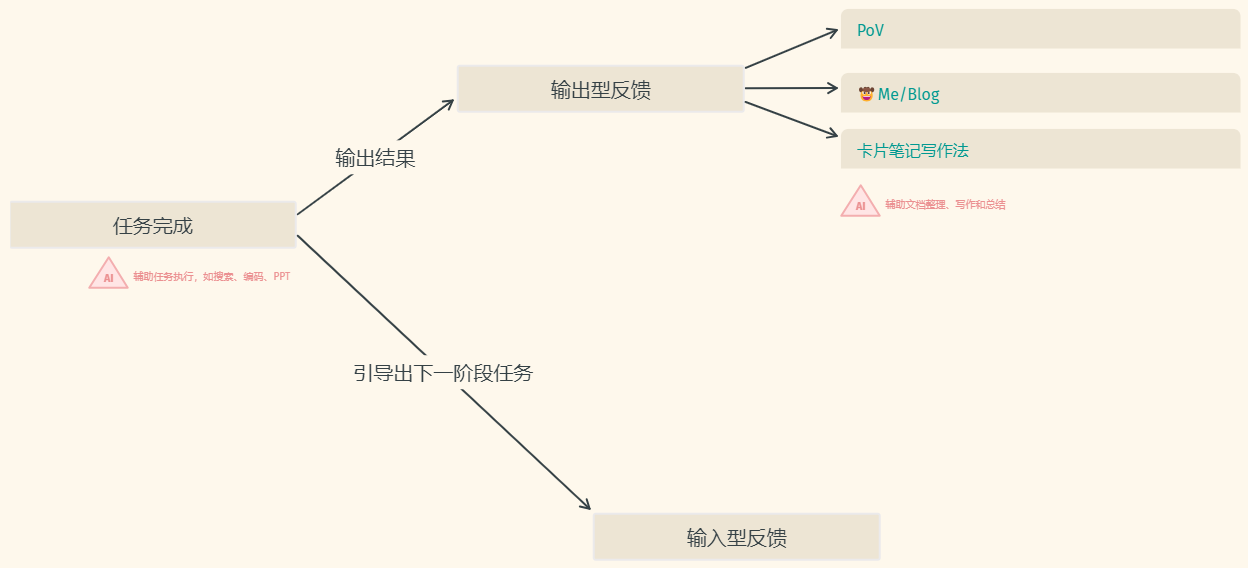 PoV
Me/Blog
卡片笔记写作法
AI 辅助文档整理、写作和总结
输出型反馈
输出结果
任务完成
AI 辅助任务执行，如搜索、编码、PPT
引导出下一阶段任务
输入型反馈